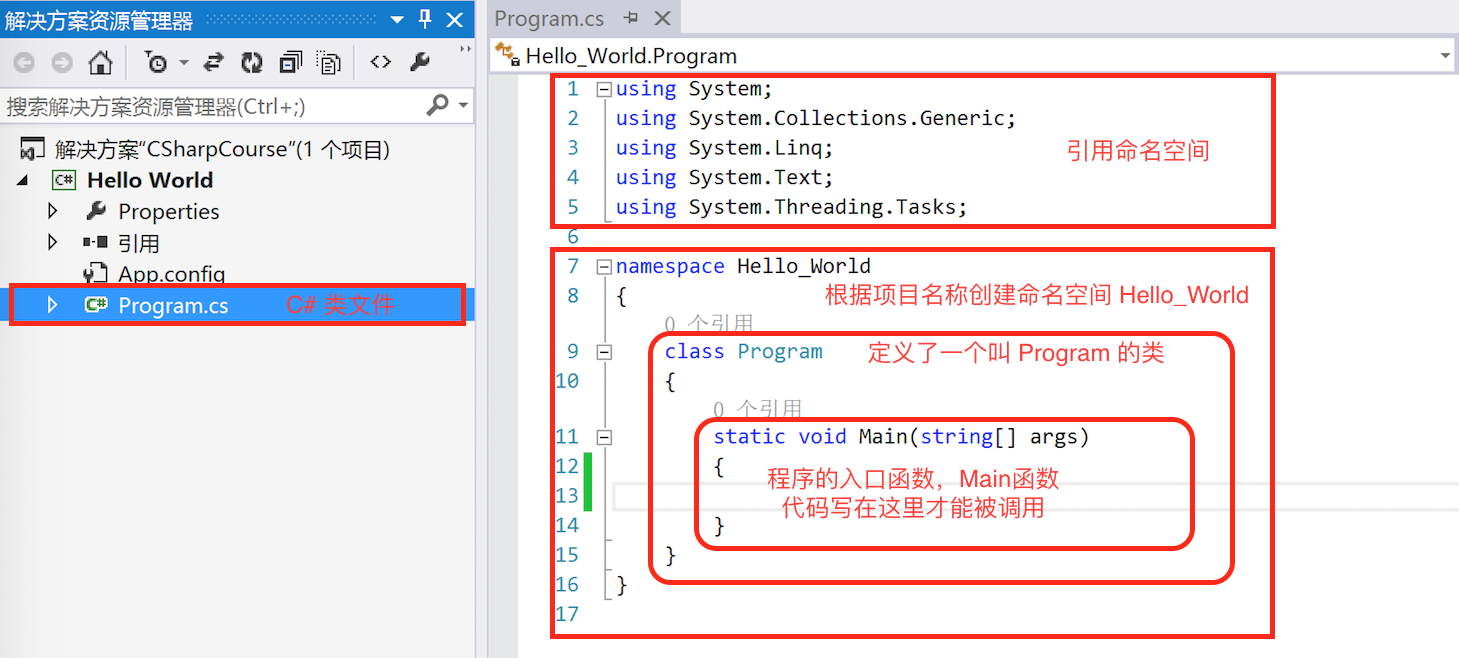 解决方案资源管理器
搜索解决方案资源管理器(Ctrl+;)
解决方案"CSharpCourse"(1 个项目)
C# Hello World
Properties
引用
App.config
C# Program.cs C# 类文件
Program.cs
Hello_World.Program
1 using System;
2 using System.Collections.Generic;
3 using System.Linq;
引用命名空间
4 using System.Text;
5 using System.Threading.Tasks;
6
7 namespace Hello_World
8 {
根据项目名称创建命名空间 Hello_World
0 个引用
9 class Program 定义了一个叫 Program 的类
10 {
0 个引用
11 static void Main(string[] args)
12 {
程序的入口函数，Main函数
13
代码写在这里才能被调用
14 }
15 }
16 }
17